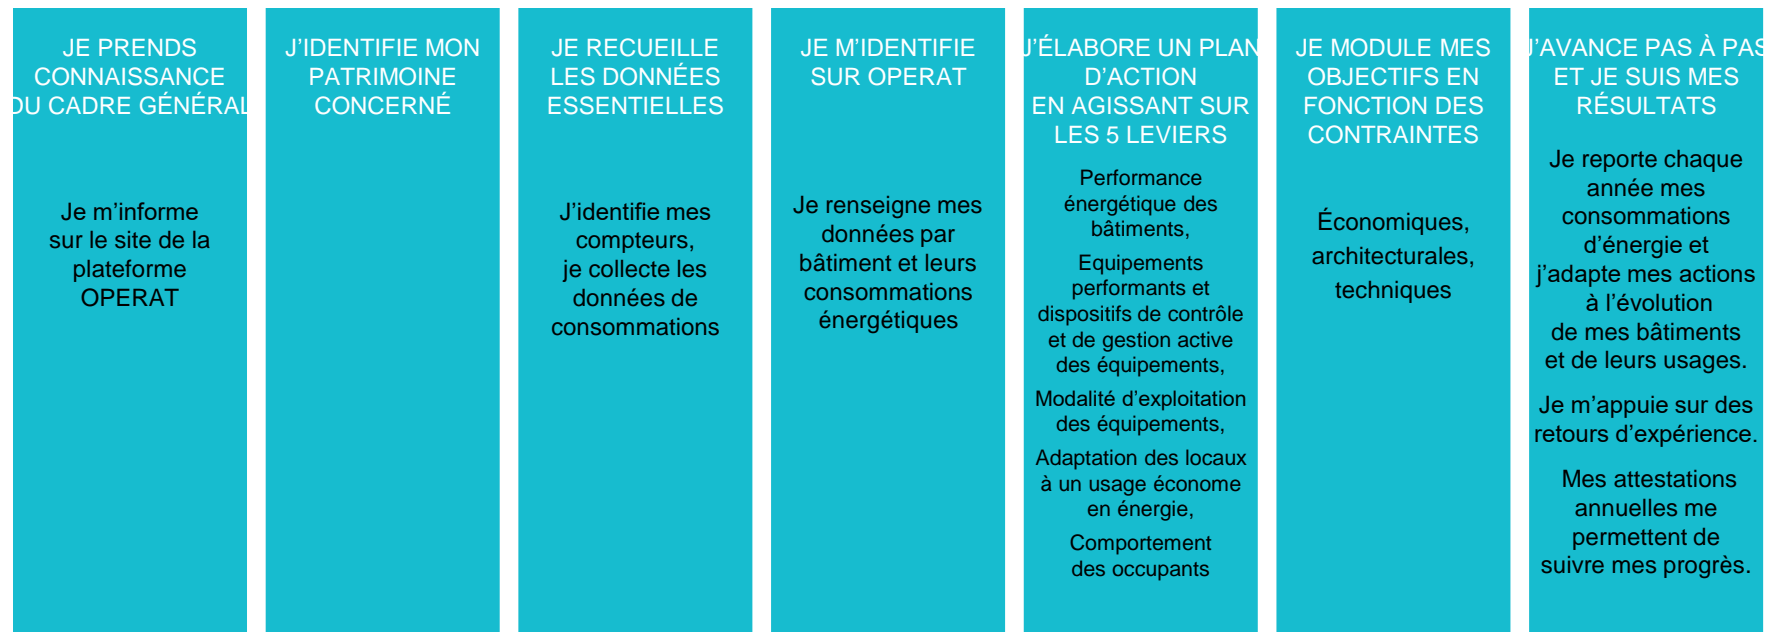 JE PRENDS
CONNAISSANCE
DU CADRE GÉNÉRAL
Je m’informe
sur le site de la
plateforme
OPERAT
J’IDENTIFIE MON
PATRIMOINE
CONCERNÉ
JE RECUEILLE
LES DONNÉES
ESSENTIELLES
J’identifie mes
compteurs,
je collecte les
données de
consommations
JE M’IDENTIFIE
SUR OPERAT
Je renseigne mes
données par
bâtiment et leurs
consommations
énergétiques
J’ÉLABORE UN PLAN
D’ACTION
EN AGISSANT SUR
LES 5 LEVIERS
Performance
énergétique des
bâtiments,
Equipements
performants et
dispositifs de contrôle
et de gestion active
des équipements,
Modalité d’exploitation
des équipements,
Adaptation des locaux
à un usage économe
en énergie,
Comportement
des occupants
JE MODULE MES
OBJECTIFS EN
FONCTION DES
CONTRAINTES
Économiques,
architecturales,
techniques
J’AVANCE PAS À PAS
ET JE SUIS MES
RÉSULTATS
Je reporte chaque
année mes
consommations
d’énergie et
j’adapte mes actions
à l’évolution
de mes bâtiments
et de leurs usages.
Je m’appuie sur des
retours d’expérience.
Mes attestations
annuelles me
permettent de
suivre mes progrès.